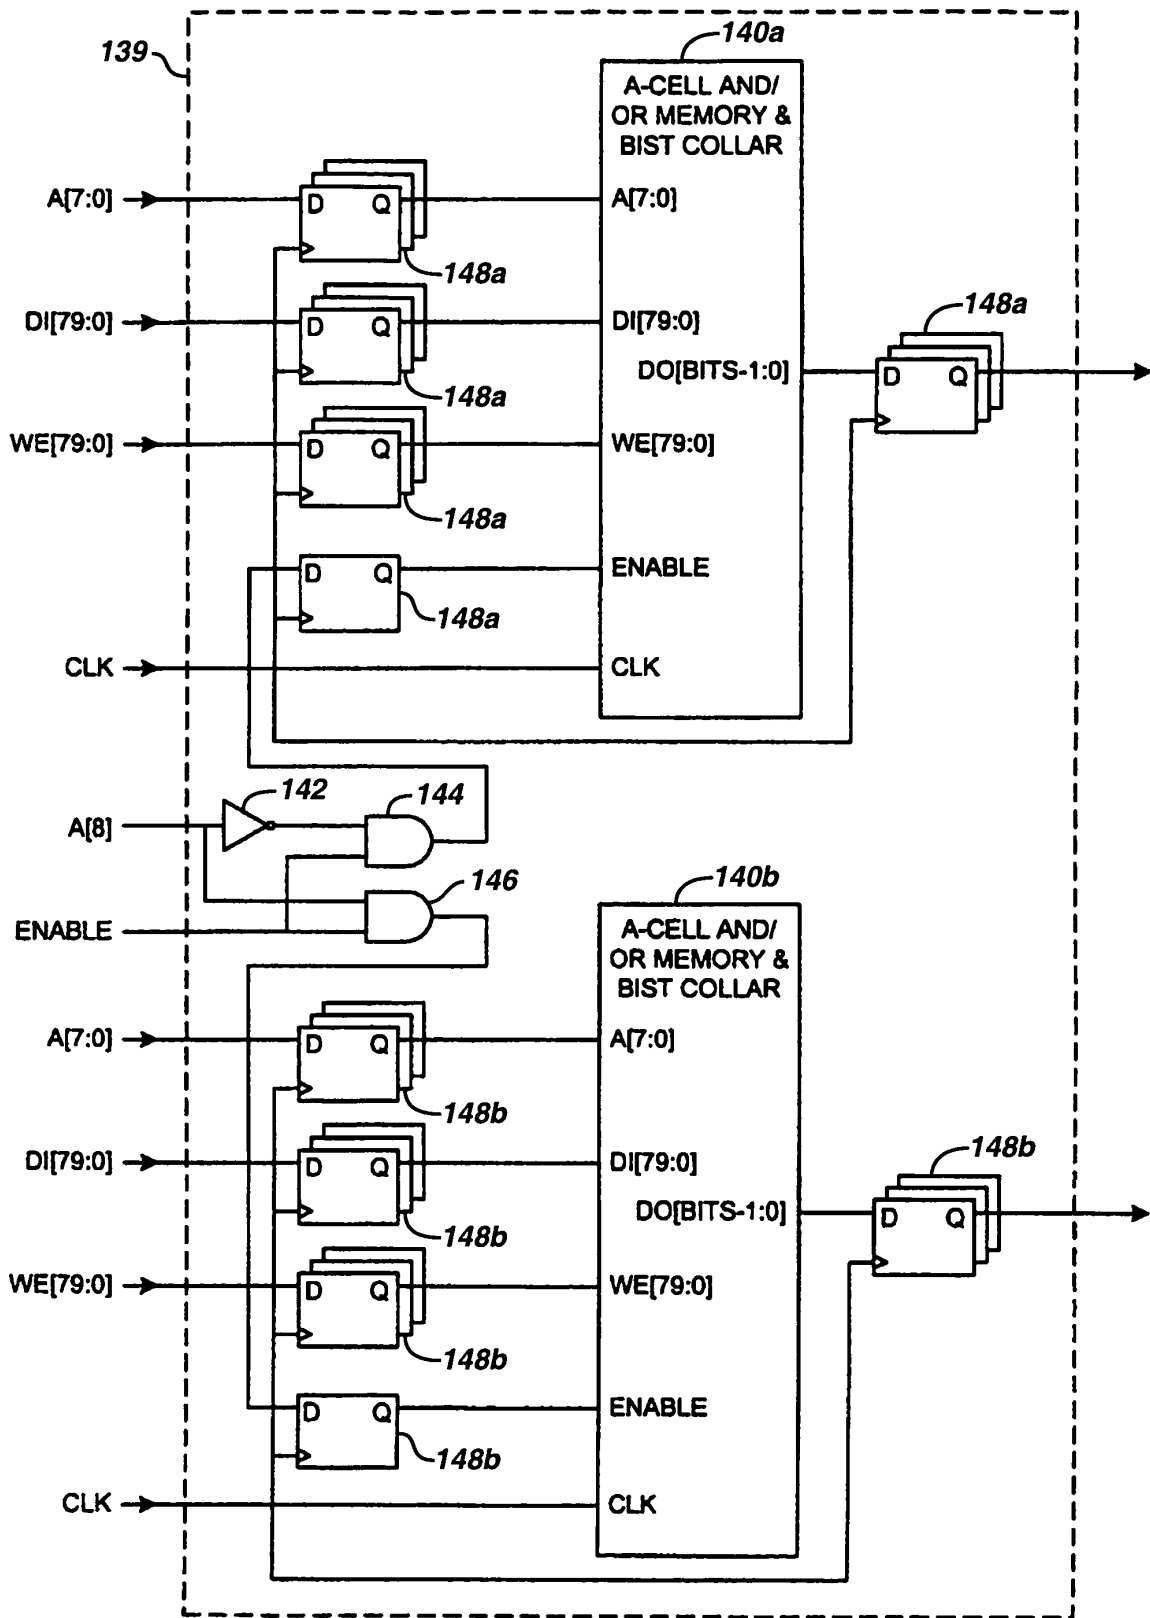 139
140a
A-CELL AND/
OR MEMORY &
BIST COLLAR
A[7:0]
D Q
A[7:0]
148a
DI[79:0]
D Q
DI[79:0]
148a
148a
DO[BITS-1:0]
D Q
WE[79:0]
D Q
WE[79:0]
148a
D Q
ENABLE
148a
CLK
CLK
142
144
A[8]
146
ENABLE
140b
A-CELL AND/
OR MEMORY &
BIST COLLAR
A[7:0]
D Q
A[7:0]
148b
DI[79:0]
D Q
DI[79:0]
148b
148b
DO[BITS-1:0]
D Q
WE[79:0]
D Q
WE[79:0]
148b
D Q
ENABLE
148b
CLK
CLK